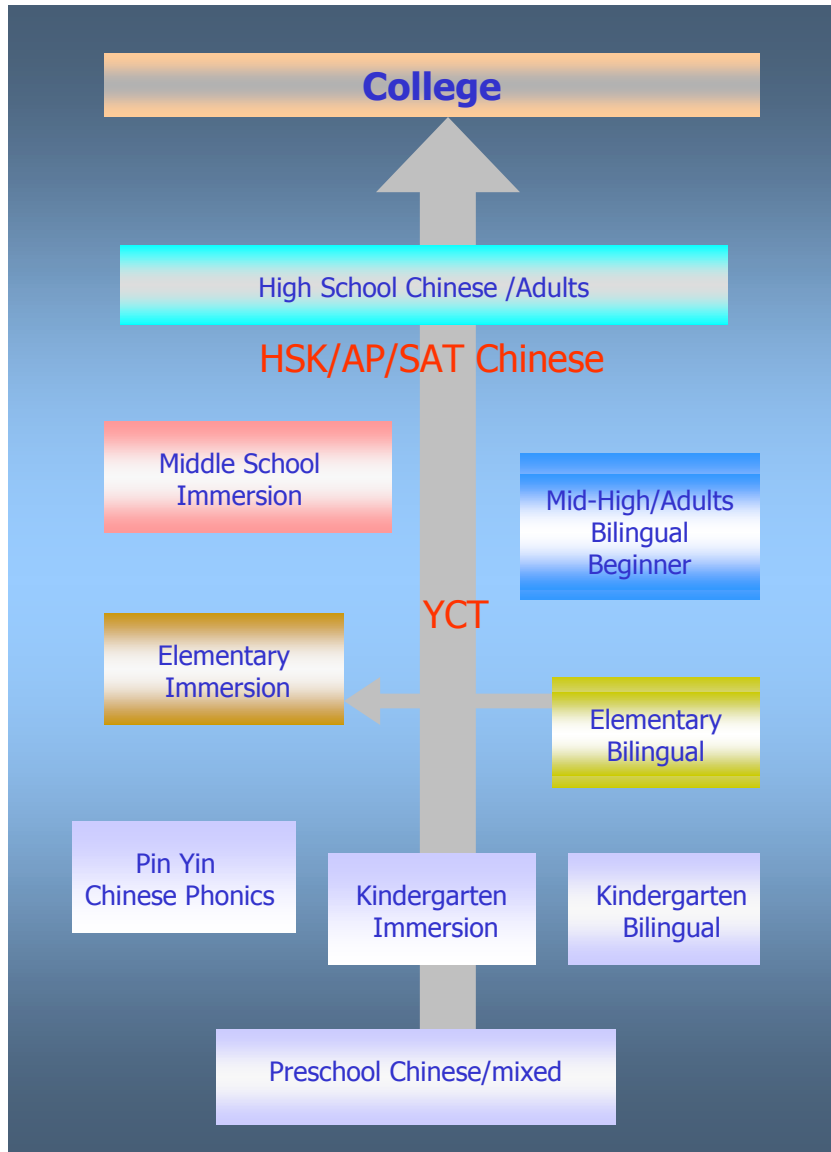 College
High School Chinese /Adults
HSK/AP/SAT Chinese
Middle School
Immersion
Mid-High/Adults
Bilingual
Beginner
YCT
Elementary
Immersion
Elementary
Bilingual
Pin Yin
Chinese Phonics
Kindergarten
Immersion
Kindergarten
Bilingual
Preschool Chinese/mixed